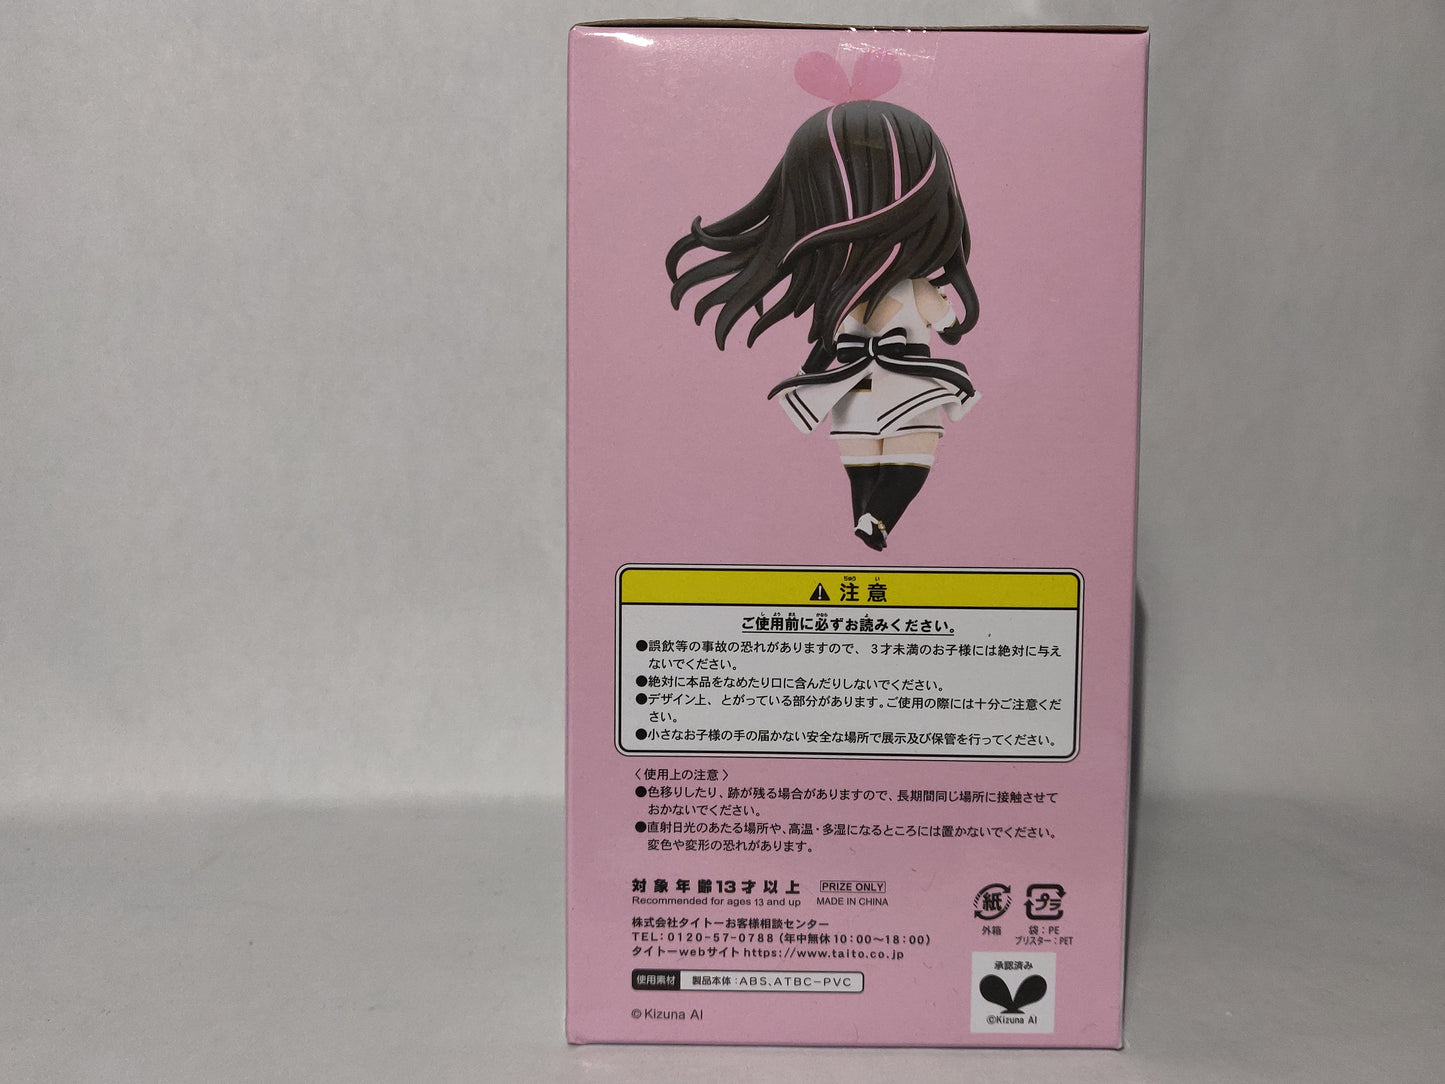 ⚠注意
ご使用前に必ずお読みください。
●誤飲等の事故の恐れがありますので、3才未満のお子様には絶対に与え
ないでください。
●絶対に本品をなめたり口に含んだりしないでください。
●デザイン上、とがっている部分があります。ご使用の際には十分ご注意くだ
さい。
●小さなお子様の手の届かない安全な場所で展示及び保管を行ってください。
〈使用上の注意〉
●色移りしたり、跡が残る場合がありますので、長期間同じ場所に接触させて
おかないでください。
●直射日光のあたる場所や、高温・多湿になるところには置かないでください。
変色や変形の恐れがあります。
対象年齢13才以上 PRIZE ONLY
Recommended for ages 13 and up MADE IN CHINA
株式会社タイトーお客様相談センター
TEL:0120-57-0788(年中無休10:00〜18:00)
タイトーwebサイト https://www.taito.co.jp
使用素材 製品本体:ABS、ATBC-PVC
©Kizuna AI
紙 プラ
外箱 袋:PE
ブリスター:PET
承認済み
©Kizuna AI